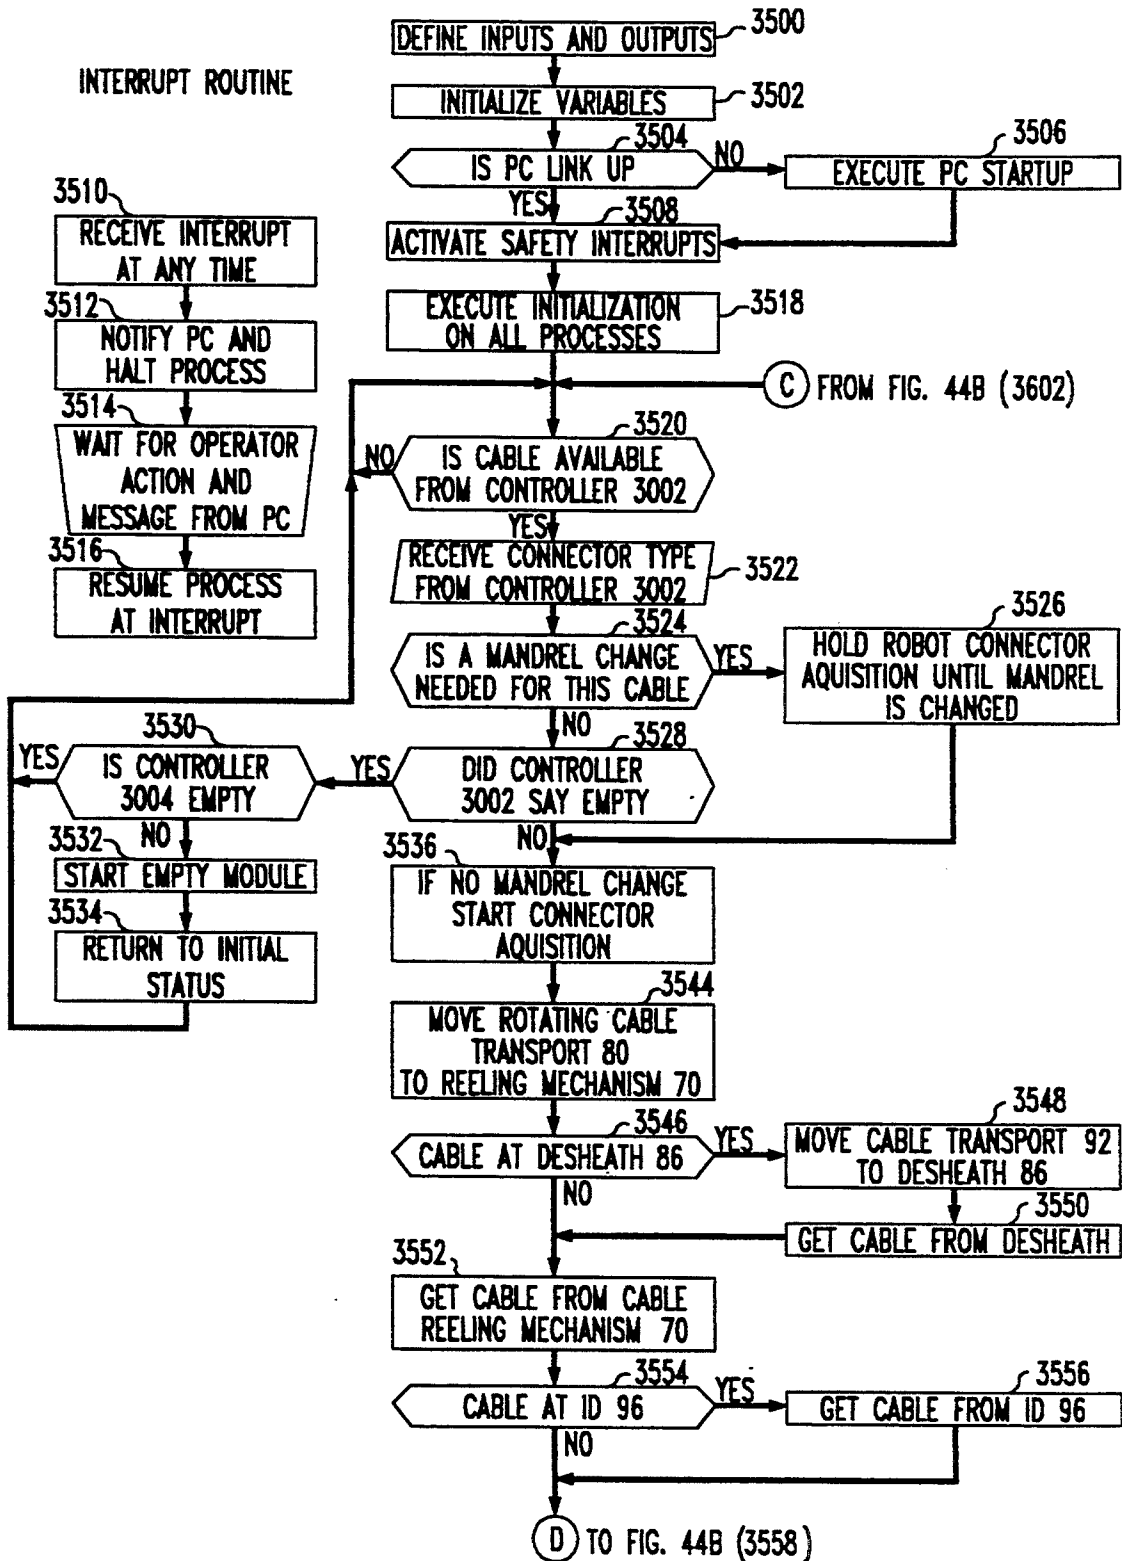 3500
DEFINE INPUTS AND OUTPUTS
INTERRUPT ROUTINE
3502
INITIALIZE VARIABLES
3504
IS PC LINK UP
NO
YES
3506
EXECUTE PC STARTUP
3508
ACTIVATE SAFETY INTERRUPTS
3510
RECEIVE INTERRUPT
AT ANY TIME
3512
NOTIFY PC AND
HALT PROCESS
3514
WAIT FOR OPERATOR
ACTION AND
MESSAGE FROM PC
3516
RESUME PROCESS
AT INTERRUPT
EXECUTE INITIALIZATION
ON ALL PROCESSES
3518
C FROM FIG. 44B (3602)
3520
IS CABLE AVAILABLE
FROM CONTROLLER 3002
NO
YES
RECEIVE CONNECTOR TYPE
FROM CONTROLLER 3002
3522
3524
IS A MANDREL CHANGE
NEEDED FOR THIS CABLE
YES
NO
3526
HOLD ROBOT CONNECTOR
AQUISITION UNTIL MANDREL
IS CHANGED
3528
DID CONTROLLER
3002 SAY EMPTY
YES
NO
3530
IS CONTROLLER
3004 EMPTY
YES
NO
3532
START EMPTY MODULE
3534
RETURN TO INITIAL
STATUS
3536
IF NO MANDREL CHANGE
START CONNECTOR
AQUISITION
3544
MOVE ROTATING CABLE
TRANSPORT 80
TO REELING MECHANISM 70
3546
CABLE AT DESHEATH 86
YES
NO
3548
MOVE CABLE TRANSPORT 92
TO DESHEATH 86
3550
GET CABLE FROM DESHEATH
3552
GET CABLE FROM CABLE
REELING MECHANISM 70
3554
CABLE AT ID 96
YES
NO
3556
GET CABLE FROM ID 96
D TO FIG. 44B (3558)